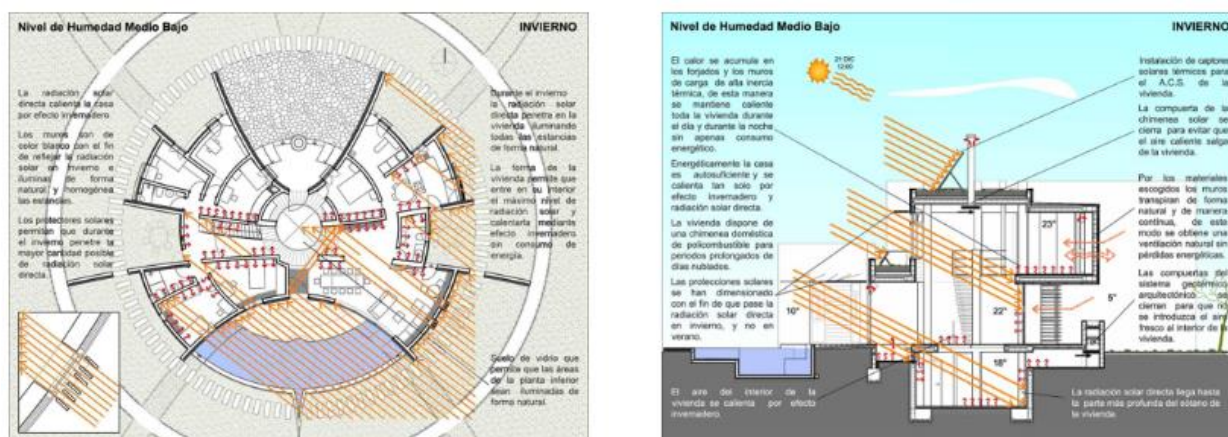 Nivel de Humedad Medio Bajo
INVIERNO
La radiación solar
directa calienta la casa
por efecto invernadero
Los muros son de
color blanco con el fin
de reflejar la radiación
solar en invierno e
iluminas de forma
natural y homogénea
las estancias.
Los protectores solares
permiten que durante
el invierno penetre la
mayor cantidad posible
de radiación solar
directa.
Durante el invierno
la radiación solar
directa penetra en la
vivienda iluminando
todas las estancias
de forma natural.
La forma de la
vivienda permite que
entre en su interior
el máximo nivel de
radiación solar y
calentarla mediante
efecto invernadero
sin consumo de
energía.
Suelo de vidrio que
permite que las áreas
de la planta inferior
sean iluminadas de
forma natural.
Nivel de Humedad Medio Bajo
INVIERNO
21 DIC
12:00
El calor se acumula en
los forjados y los muros
de carga de alta inercia
térmica, de esta manera
se mantiene caliente
toda la vivienda durante
el día y durante la noche
sin apenas consumo
energético.
Energéticamente la casa
es autosuficiente y se
calienta tan solo por
efecto invernadero y
radiación solar directa.
La vivienda dispone de
una chimenea doméstica
de policombustible para
periodos prolongados de
días nublados.
Las protecciones solares
se han dimensionado
con el fin de que pase la
radiación solar directa
en invierno, y no en
verano.
Instalación de captores
solares térmicos para
el A.C.S. de la
vivienda.
La compuerta de la
chimenea solar se
cierra para evitar que
el aire caliente salga
de la vivienda.
Por los materiales
escogidos los muros
transpiran de forma
natural y de manera
continua, de este
modo se obtiene una
ventilación natural sin
pérdidas energéticas.
Las compuertas del
sistema geotérmico
arquitectónico
cierran para que no
se introduzca el aire
fresco al interior de la
vivienda.
23°
10°
22°
5°
18°
El aire del interior de la
vivienda se calienta por efecto
invernadero.
La radiación solar directa llega hasta
la parte más profunda del sótano de
la vivienda.